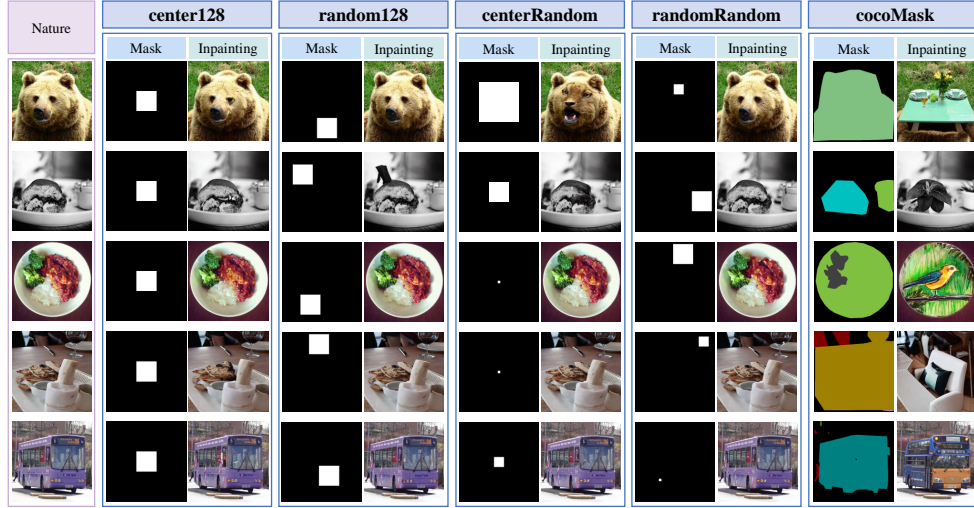 Nature
center128
random128
centerRandom
randomRandom
cocoMask
Mask Inpainting
Mask Inpainting
Mask Inpainting
Mask Inpainting
Mask Inpainting